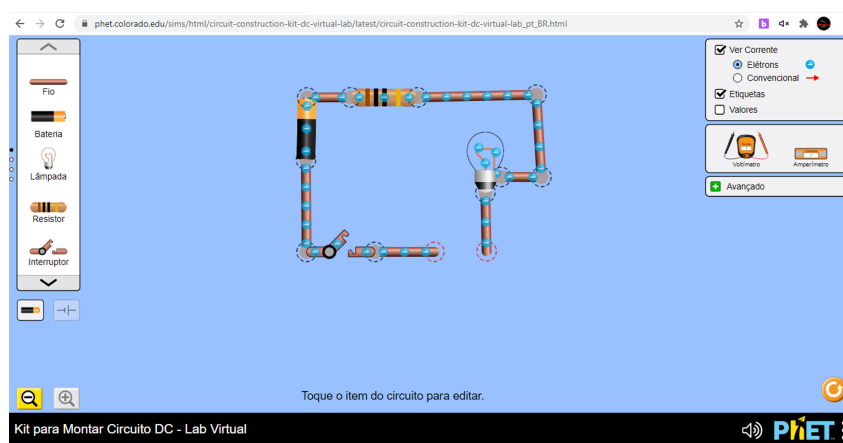 phet.colorado.edu/sims/html/circuit-construction-kit-dc-virtual-lab/latest/circuit-construction-kit-dc-virtual-lab_pt_BR.html
Fio
Bateria
Lâmpada
Resistor
Interruptor
Ver Corrente
Elétrons
Convencional
Etiquetas
Valores
Voltímetro
Amperímetro
Avançado
Toque o item do circuito para editar.
Kit para Montar Circuito DC - Lab Virtual
PhET